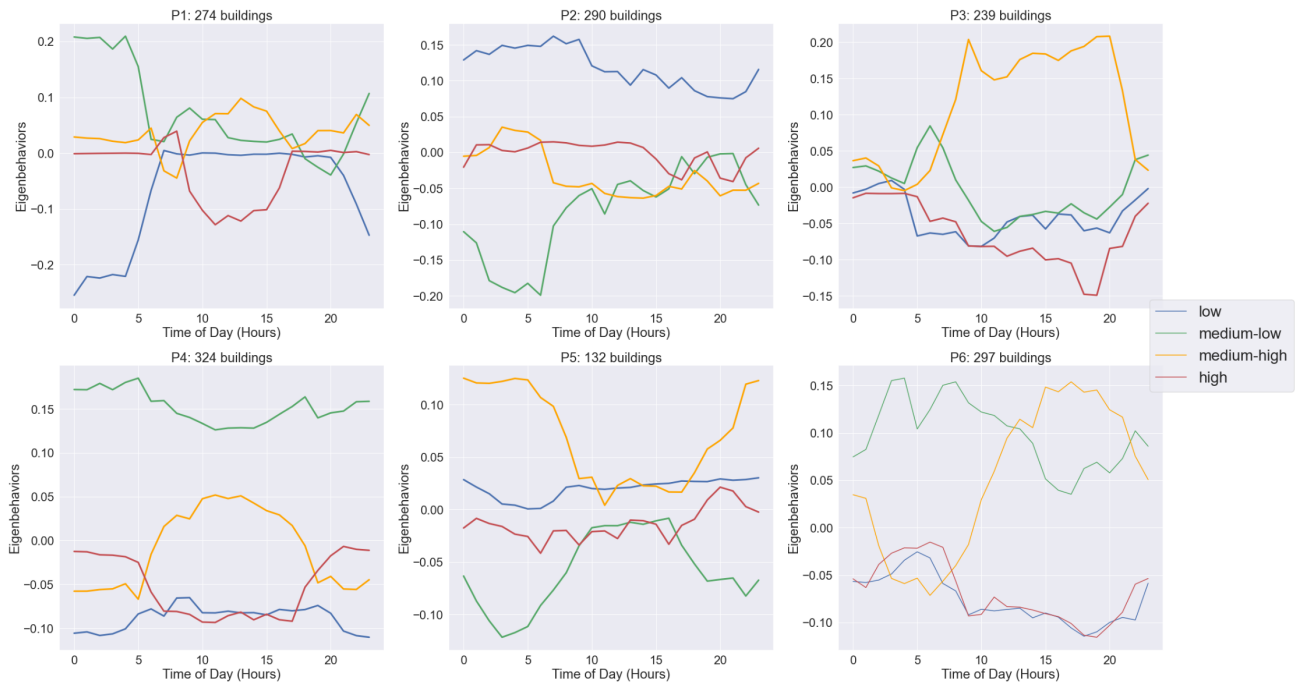 P1: 274 buildings
P2: 290 buildings
P3: 239 buildings
Eigenbehaviors
0.2
0.1
0.0
−0.1
−0.2
0 5 10 15 20
Time of Day (Hours)
Eigenbehaviors
0.15
0.10
0.05
0.00
−0.05
−0.10
−0.15
−0.20
0 5 10 15 20
Time of Day (Hours)
Eigenbehaviors
0.20
0.15
0.10
0.05
0.00
−0.05
−0.10
−0.15
0 5 10 15 20
Time of Day (Hours)
low
medium-low
medium-high
high
P4: 324 buildings
P5: 132 buildings
P6: 297 buildings
Eigenbehaviors
0.15
0.10
0.05
0.00
−0.05
−0.10
0 5 10 15 20
Time of Day (Hours)
Eigenbehaviors
0.10
0.05
0.00
−0.05
−0.10
0 5 10 15 20
Time of Day (Hours)
Eigenbehaviors
0.15
0.10
0.05
0.00
−0.05
−0.10
0 5 10 15 20
Time of Day (Hours)